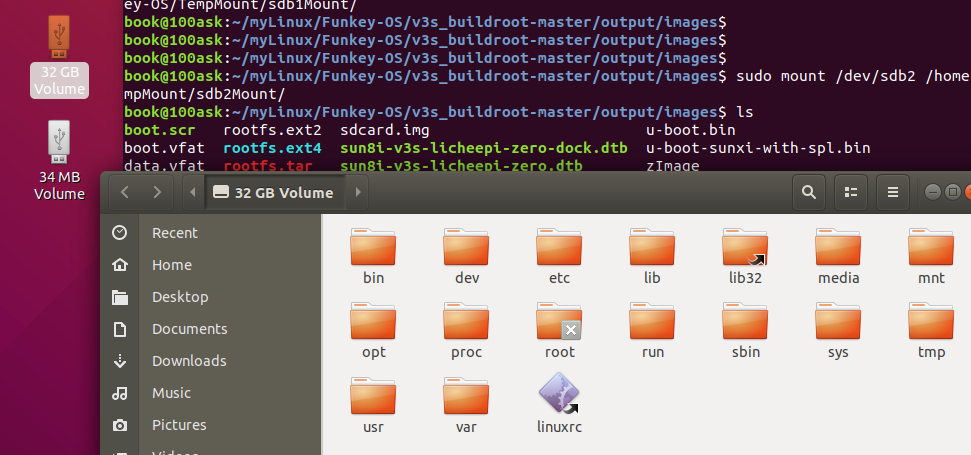 ey-OS/TempMount/sdb1Mount/
book@100ask:~/myLinux/Funkey-OS/v3s_buildroot-master/output/images$
book@100ask:~/myLinux/Funkey-OS/v3s_buildroot-master/output/images$
book@100ask:~/myLinux/Funkey-OS/v3s_buildroot-master/output/images$
book@100ask:~/myLinux/Funkey-OS/v3s_buildroot-master/output/images$ sudo mount /dev/sdb2 /home
mpMount/sdb2Mount/
book@100ask:~/myLinux/Funkey-OS/v3s_buildroot-master/output/images$ ls
boot.scr rootfs.ext2 sdcard.img u-boot.bin
boot.vfat rootfs.ext4 sun8i-v3s-licheepi-zero-dock.dtb u-boot-sunxi-with-spl.bin
data.vfat rootfs.tar sun8i-v3s-licheepi-zero.dtb zImage
32 GB
Volume
34 MB
Volume
32 GB Volume
Recent
Home
Desktop
Documents
Downloads
Music
Pictures
Videos
bin dev etc lib lib32 media mnt
opt proc root run sbin sys tmp
usr var linuxrc